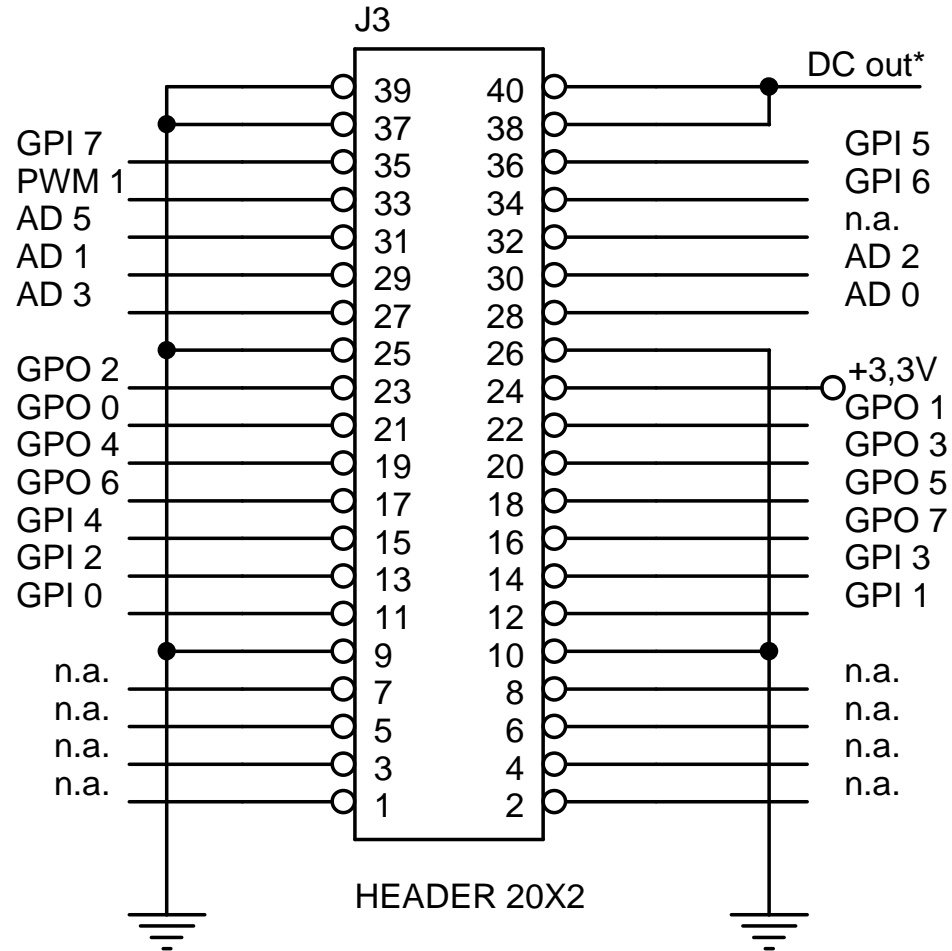 J3
39 40 DC out*
37 38
GPI 7 35 36 GPI 5
PWM 1 33 34 GPI 6
AD 5 31 32 n.a.
AD 1 29 30 AD 2
AD 3 27 28 AD 0
25 26
GPO 2 23 24 +3,3V
GPO 0 21 22 GPO 1
GPO 4 19 20 GPO 3
GPO 6 17 18 GPO 5
GPI 4 15 16 GPO 7
GPI 2 13 14 GPI 3
GPI 0 11 12 GPI 1
9 10
n.a. 7 8 n.a.
n.a. 5 6 n.a.
n.a. 3 4 n.a.
n.a. 1 2 n.a.
HEADER 20X2